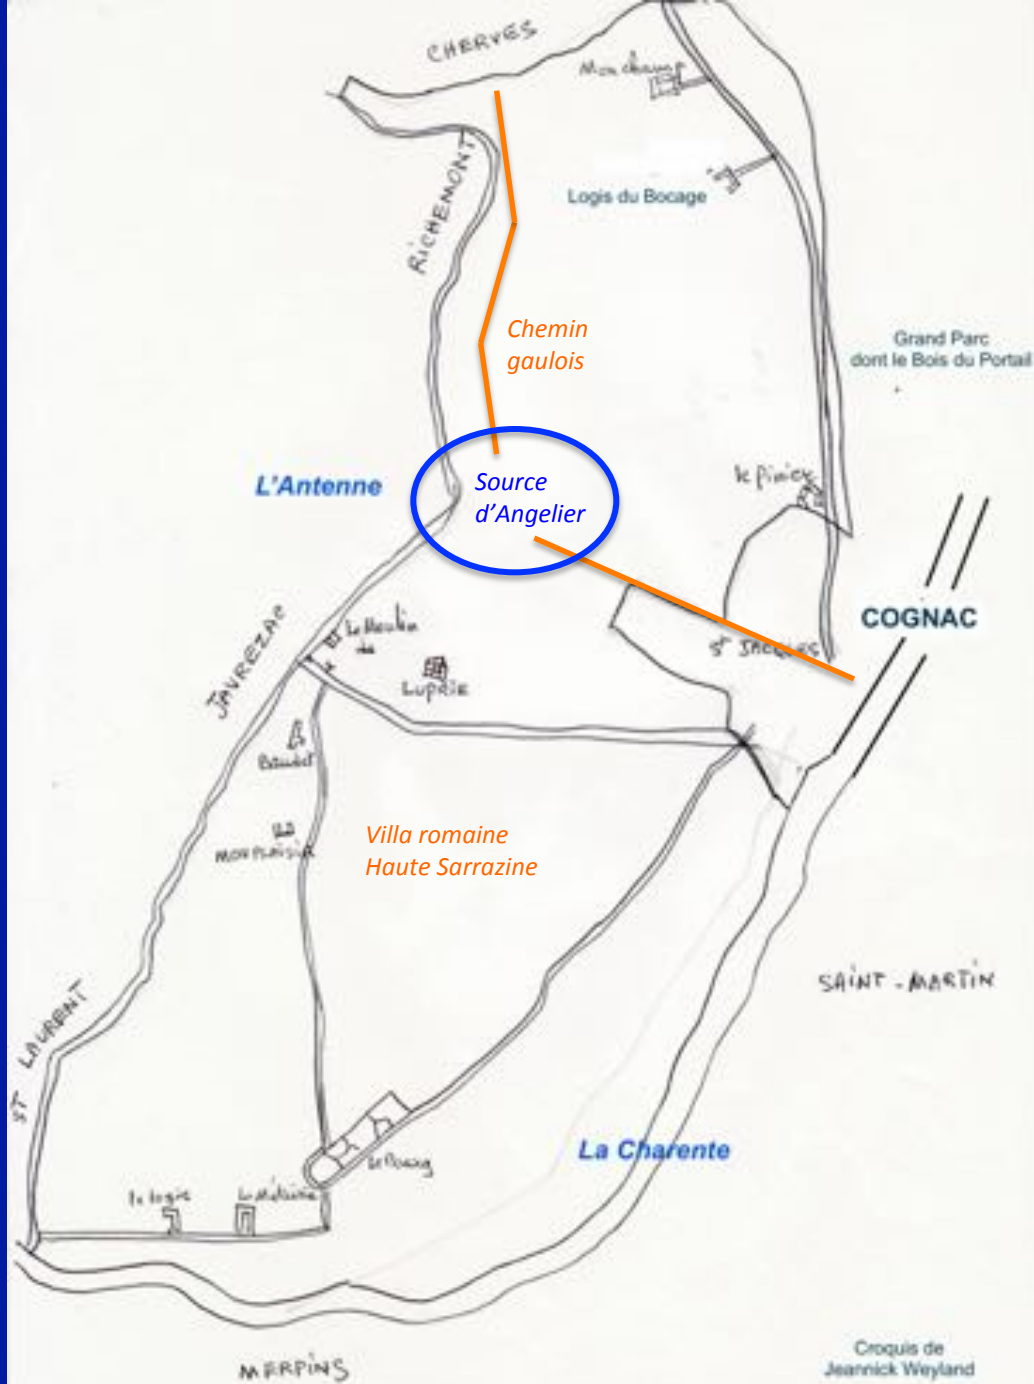 CHERVES
Monchamp
RICHEMONT
Logis du Bocage
Chemin
gaulois
Grand Parc
dont le Bois du Portail
L'Antenne
Source
d'Angelier
le Pinier
COGNAC
JAVREZAC
Le Moulin
de
LUPRIE
St JACQUES
MONPLAISIR
Villa romaine
Haute Sarrazine
SAINT-MARTIN
ST LAURENT
La Charente
le Bourg
le logis
La Métairie
MERPINS
Croquis de
Jeannick Weyland